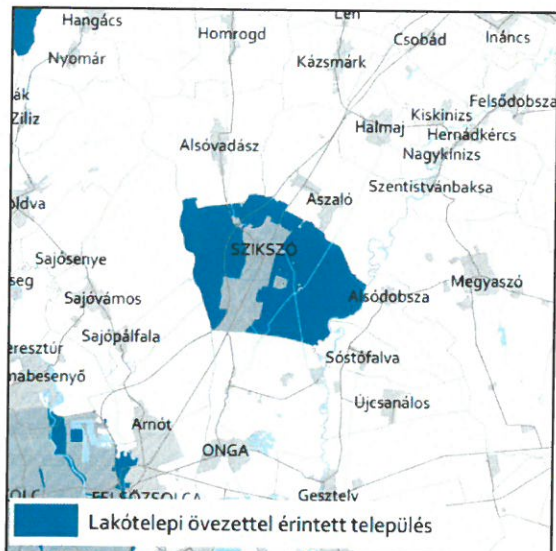 Hangács
Homrogd
Csobád
Ináncs
Nyomár
Kázsmárk
Felsődobsza
Ziliz
Halmaj
Kiskinizs
Hernádkércs
Nagykinizs
Alsóvadász
Szentistvánbaksa
Aszaló
SZIKSZÓ
Sajósenye
Megyaszó
Sajóvámos
Alsódobsza
Sajópálfala
Sóstófalva
Újcsanálos
Arnót
ONGA
FELSŐZSOLCA
Gesztely
Lakótelepi övezettel érintett település